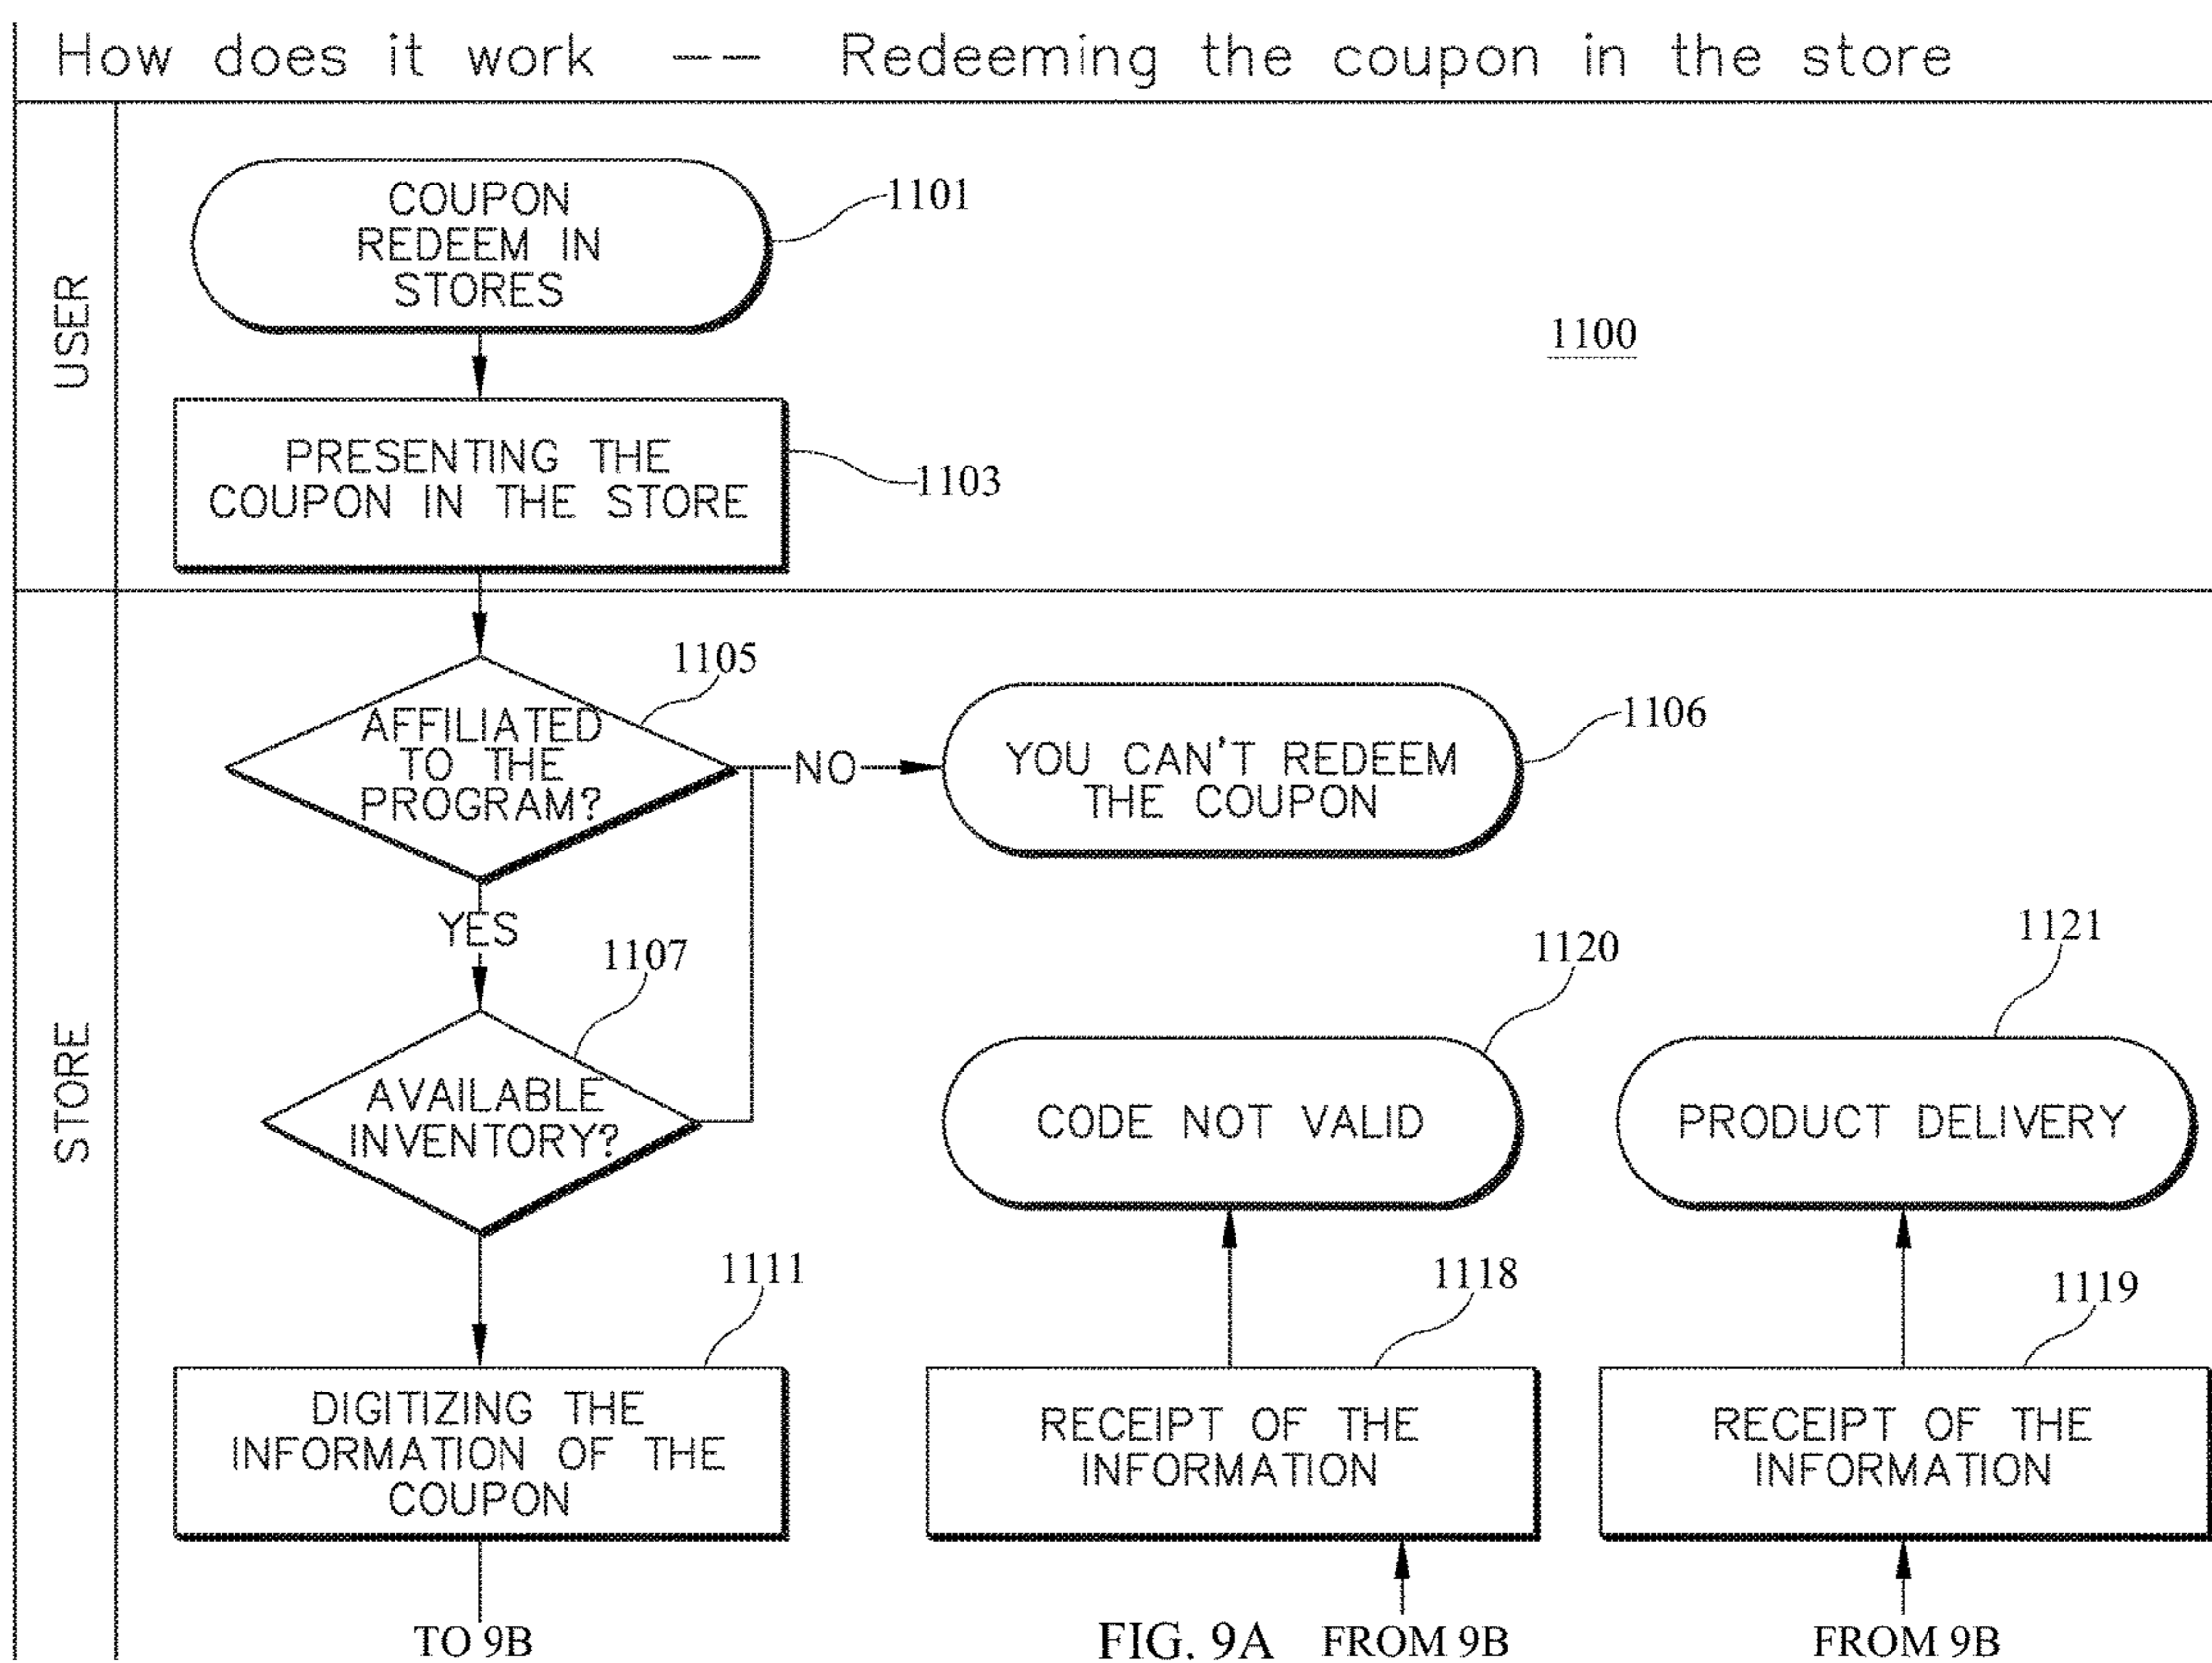 How does it work -- Redeeming the coupon in the store
USER
COUPON
REDEEM IN
STORES
1101
1100
PRESENTING THE
COUPON IN THE STORE
1103
STORE
1105
AFFILIATED
TO THE
PROGRAM?
NO
YOU CAN'T REDEEM
THE COUPON
1106
YES
1107
AVAILABLE
INVENTORY?
1120
CODE NOT VALID
1121
PRODUCT DELIVERY
1111
DIGITIZING THE
INFORMATION OF THE
COUPON
1118
RECEIPT OF THE
INFORMATION
1119
RECEIPT OF THE
INFORMATION
TO 9B
FIG. 9A
FROM 9B
FROM 9B